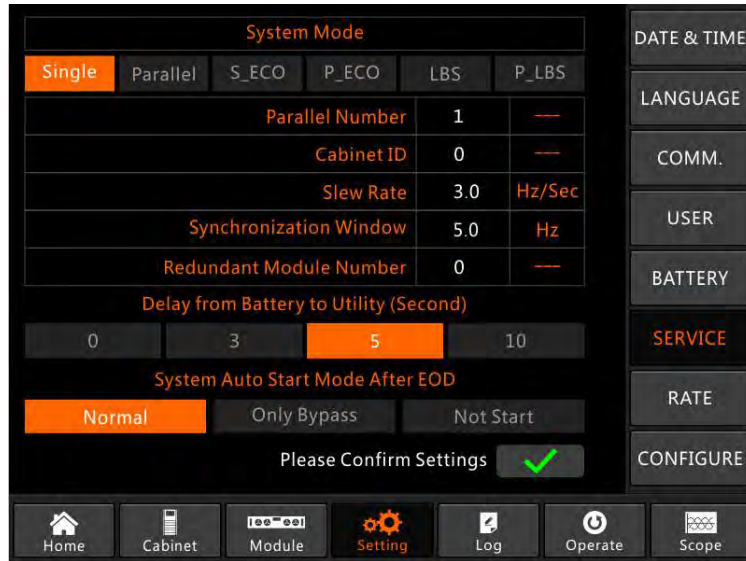 System Mode
DATE & TIME
Single Parallel S_ECO P_ECO LBS P_LBS
LANGUAGE
Parallel Number 1 ---
Cabinet ID 0 ---
COMM.
Slew Rate 3.0 Hz/Sec
USER
Synchronization Window 5.0 Hz
Redundant Module Number 0 ---
BATTERY
Delay from Battery to Utility (Second)
0 3 5 10
SERVICE
System Auto Start Mode After EOD
RATE
Normal Only Bypass Not Start
Please Confirm Settings
CONFIGURE
Home Cabinet Module Setting Log Operate Scope